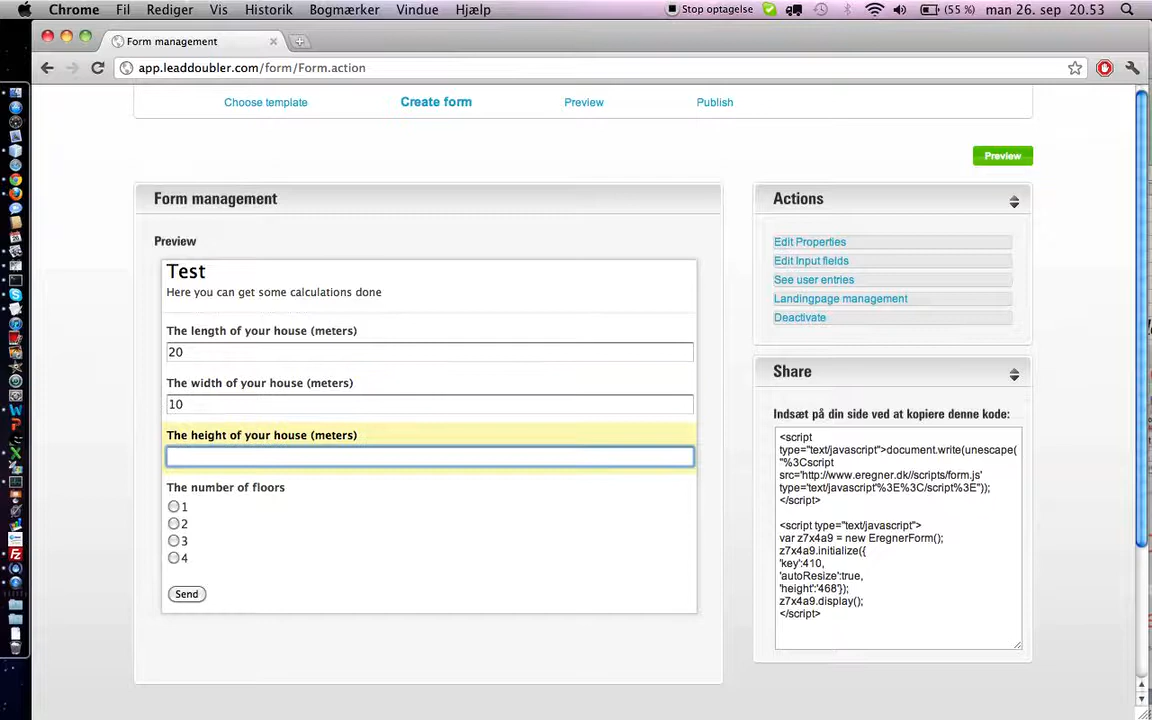 Chrome Fil Rediger Vis Historik Bogmærker Vindue Hjælp Stop optagelse (55 %) man 26. sep 20.53
Form management
app.leaddoubler.com/form/Form.action
Choose template Create form Preview Publish
Preview
Form management
Preview
Test
Here you can get some calculations done
The length of your house (meters)
20
The width of your house (meters)
10
The height of your house (meters)
The number of floors
1
2
3
4
Send
Actions
Edit Properties
Edit Input fields
See user entries
Landingpage management
Deactivate
Share
Indsæt på din side ved at kopiere denne kode:
<script
type="text/javascript">document.write(unescape(
"%3Cscript
src='http://www.eregner.dk//scripts/form.js'
type='text/javascript'%3E%3C/script%3E"));
</script>
<script type="text/javascript">
var z7x4a9 = new EregnerForm();
z7x4a9.initialize({
'key':410,
'autoResize':true,
'height':'468'});
z7x4a9.display();
</script>